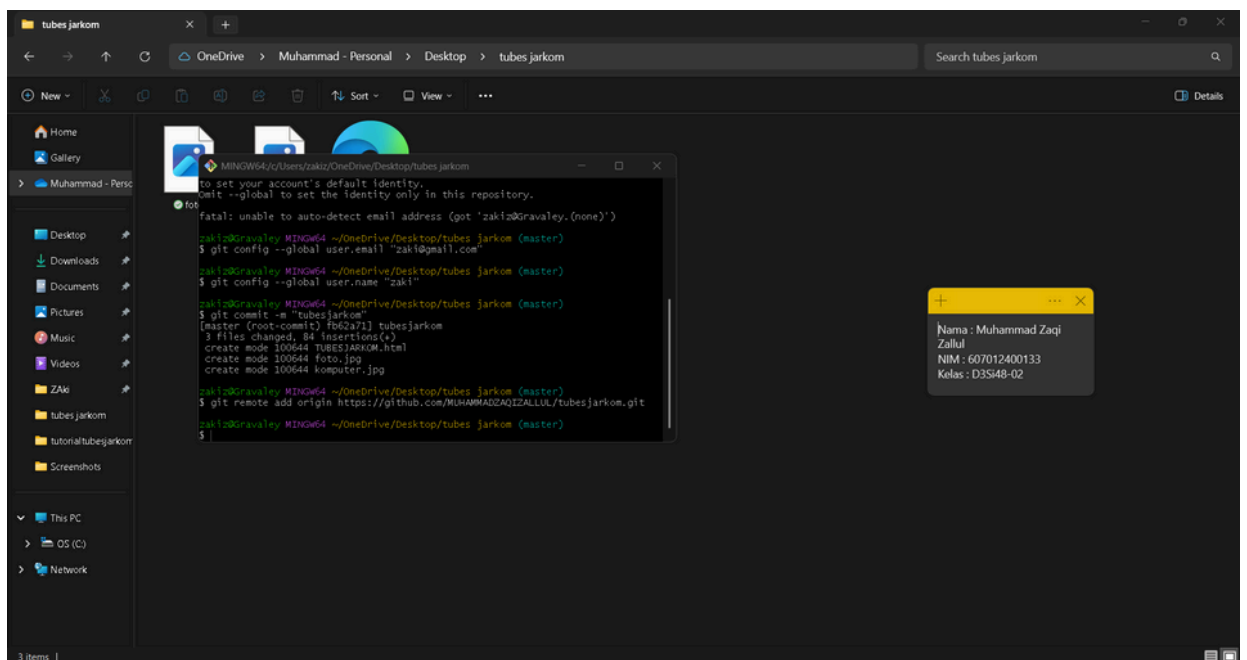 tubes jarkom
OneDrive > Muhammad - Personal > Desktop > tubes jarkom
Search tubes jarkom
New
Sort
View
Details
Home
Gallery
Muhammad - Perso
Desktop
Downloads
Documents
Pictures
Music
Videos
ZAki
tubes jarkom
tutorialtubesjarkom
Screenshots
This PC
OS (C:)
Network
3 items
fot
MINGW64:/c/Users/zakiz/OneDrive/Desktop/tubes jarkom
to set your account's default identity.
Omit --global to set the identity only in this repository.
fatal: unable to auto-detect email address (got 'zakiz@Gravaley.(none)')
zakiz@Gravaley MINGW64 ~/OneDrive/Desktop/tubes jarkom (master)
$ git config --global user.email "zaki@gmail.com"
zakiz@Gravaley MINGW64 ~/OneDrive/Desktop/tubes jarkom (master)
$ git config --global user.name "zaki"
zakiz@Gravaley MINGW64 ~/OneDrive/Desktop/tubes jarkom (master)
$ git commit -m "tubesjarkom"
[master (root-commit) fb62a71] tubesjarkom
3 files changed, 84 insertions(+)
create mode 100644 TUBESJARKOM.html
create mode 100644 foto.jpg
create mode 100644 komputer.jpg
zakiz@Gravaley MINGW64 ~/OneDrive/Desktop/tubes jarkom (master)
$ git remote add origin https://github.com/MUHAMMADZAQIZALLUL/tubesjarkom.git
zakiz@Gravaley MINGW64 ~/OneDrive/Desktop/tubes jarkom (master)
$
Nama : Muhammad Zaqi
Zallul
NIM : 607012400133
Kelas : D3Si48-02